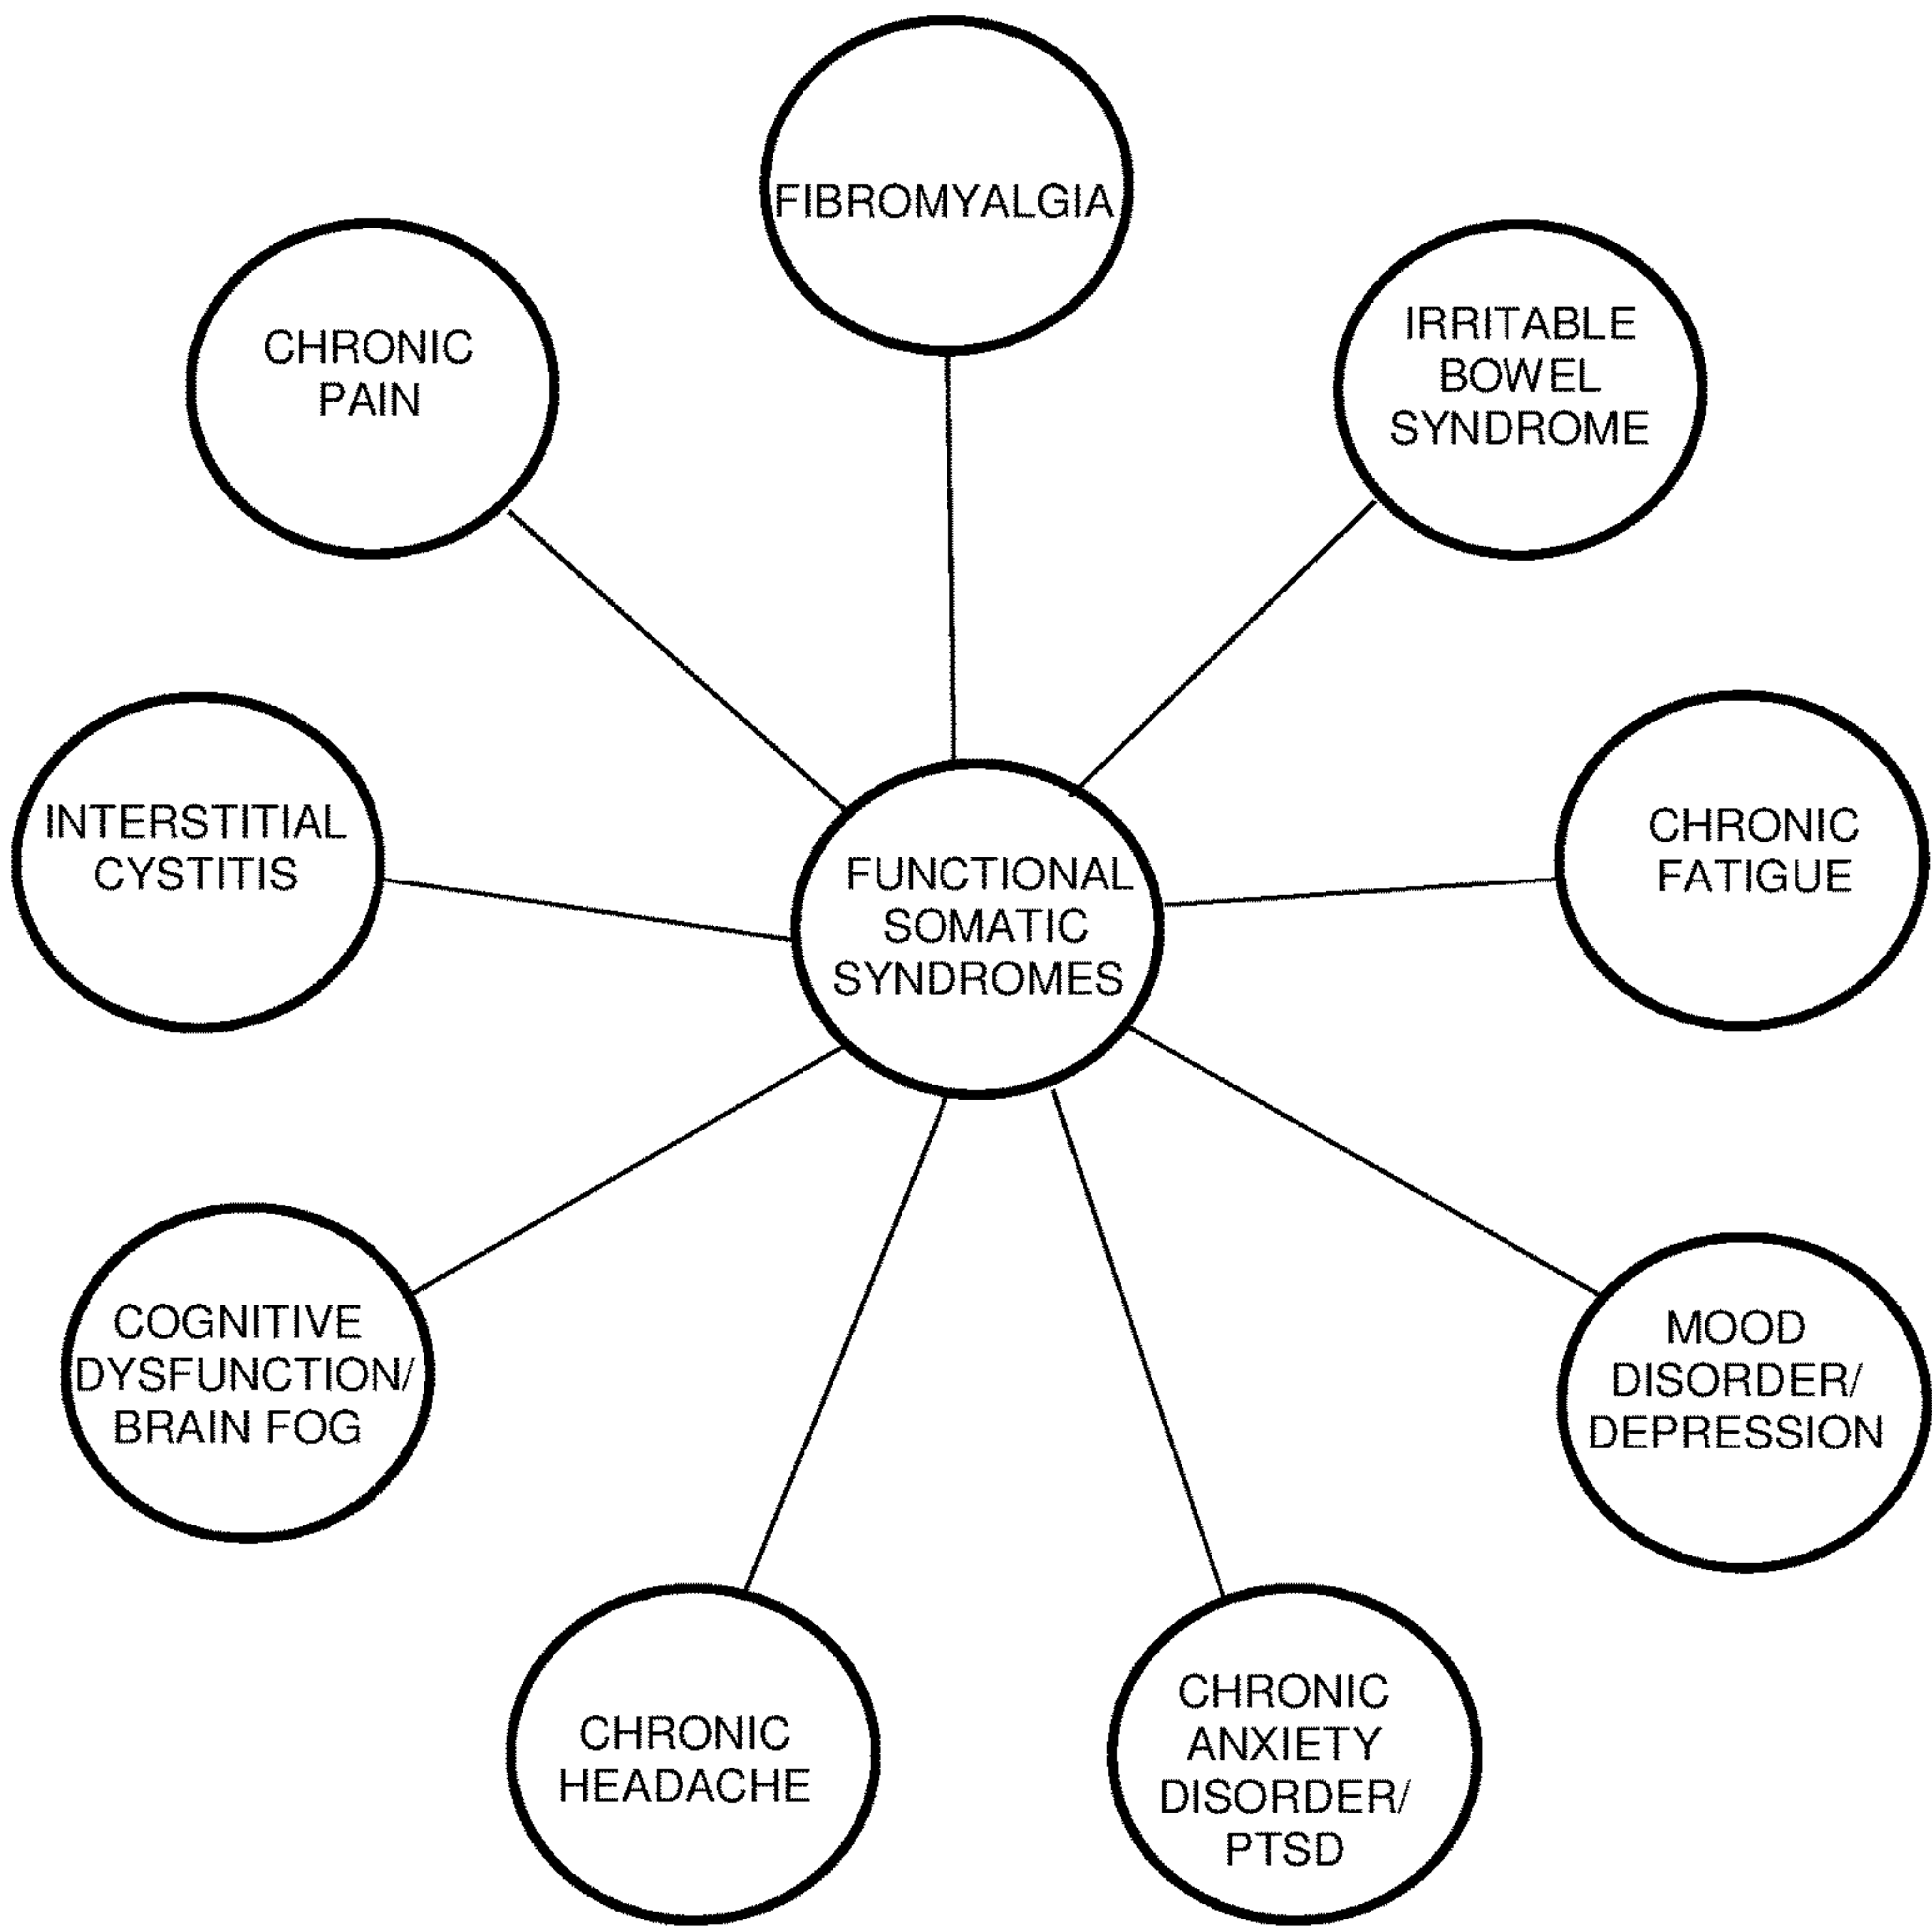 FIBROMYALGIA
CHRONIC
PAIN
IRRITABLE
BOWEL
SYNDROME
INTERSTITIAL
CYSTITIS
FUNCTIONAL
SOMATIC
SYNDROMES
CHRONIC
FATIGUE
COGNITIVE
DYSFUNCTION/
BRAIN FOG
MOOD
DISORDER/
DEPRESSION
CHRONIC
HEADACHE
CHRONIC
ANXIETY
DISORDER/
PTSD